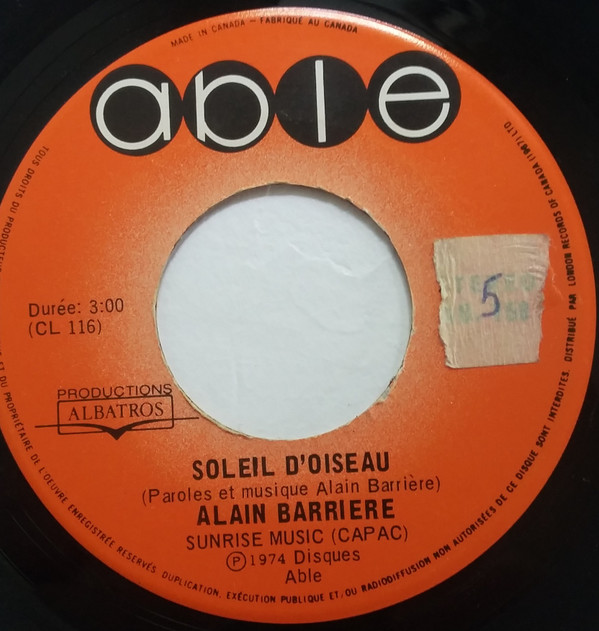 MADE IN CANADA - FABRIQUÉ AU CANADA
able
Durée: 3:00
(CL 116)
5
PRODUCTIONS
ALBATROS
SOLEIL D'OISEAU
(Paroles et musique Alain Barrière)
ALAIN BARRIERE
SUNRISE MUSIC (CAPAC)
Ⓟ 1974 Disques
Able
TOUS DROITS DU PRODUCTEUR ET DU PROPRIÉTAIRE DE L'OEUVRE ENREGISTRÉE RESERVÉS. DUPLICATION, EXÉCUTION PUBLIQUE ET/OU RADIODIFFUSION NON AUTORISÉES DE CE DISQUE SONT INTERDITES. DISTRIBUÉ PAR LONDON RECORDS OF CANADA (1967) LTD